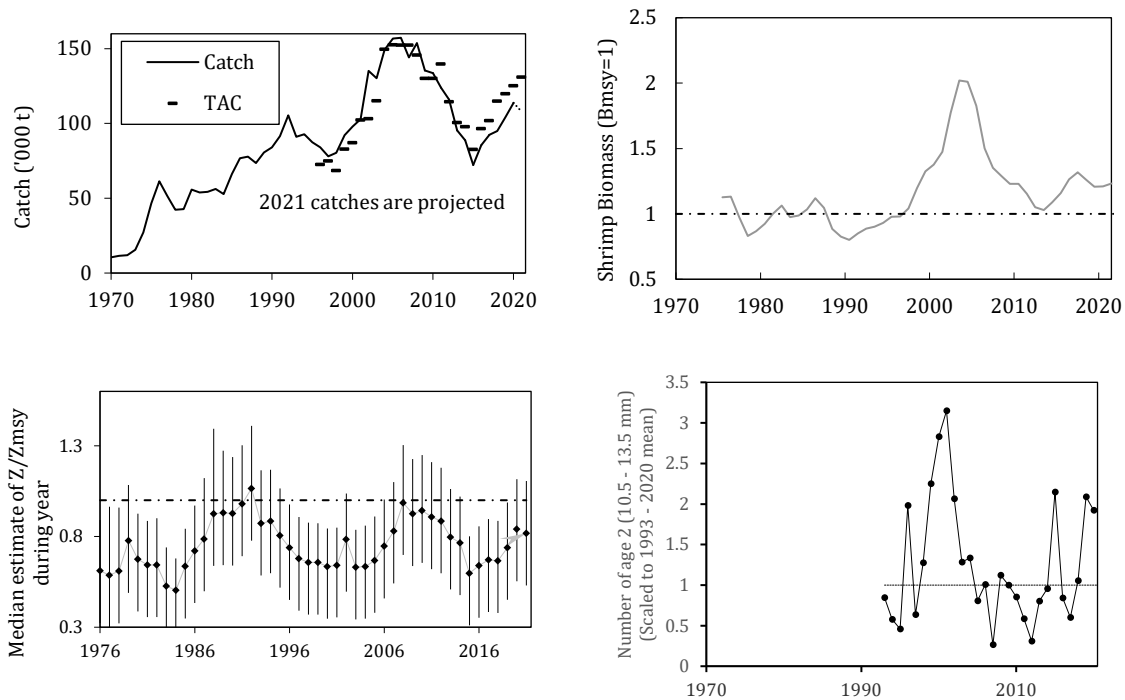 Catch ('000 t)
150
100
50
0
Catch
TAC
2021 catches are projected
1970 1980 1990 2000 2010 2020
Shrimp Biomass (Bmsy=1)
2.5
2
1.5
1
0.5
1970 1980 1990 2000 2010 2020
Median estimate of Z/Zmsy
during year
1.3
0.8
0.3
1976 1986 1996 2006 2016
Number of age 2 (10.5 - 13.5 mm)
(Scaled to 1993 - 2020 mean)
3.5
3
2.5
2
1.5
1
0.5
0
1970 1990 2010